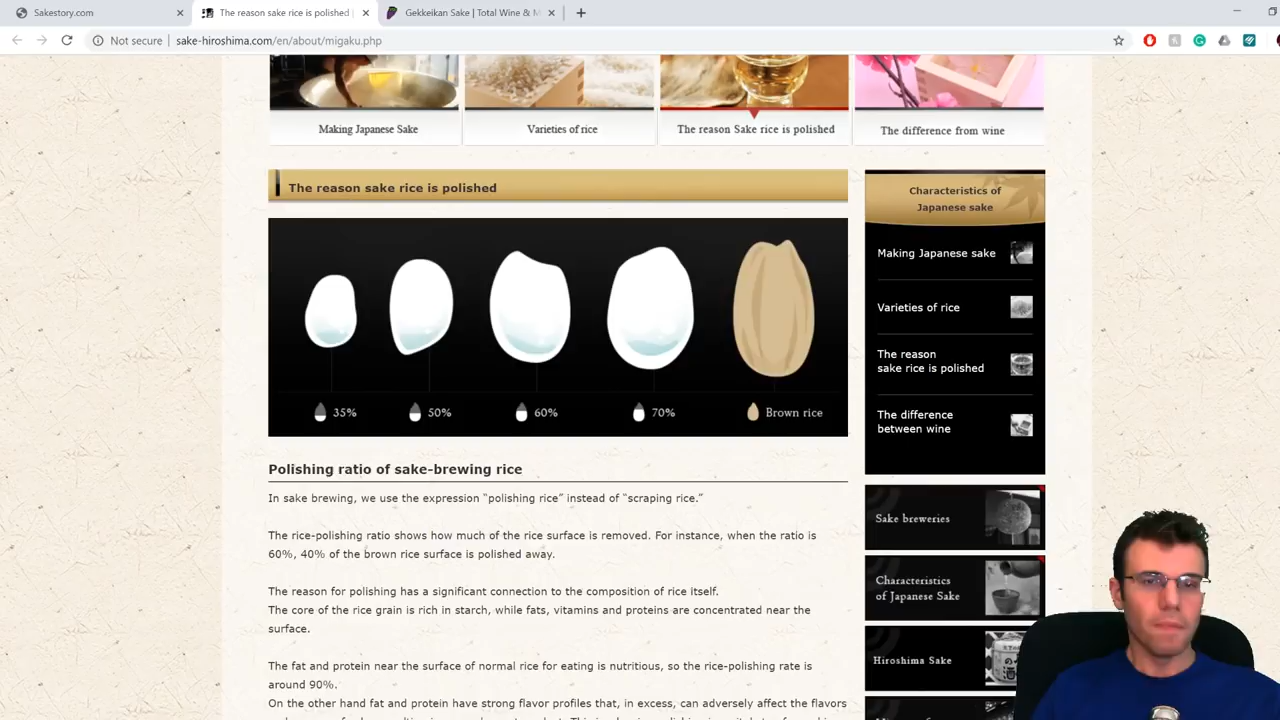 Sakestory.com
The reason sake rice is polished
Gekkeikan Sake | Total Wine & M
Not secure | sake-hiroshima.com/en/about/migaku.php
Making Japanese Sake
Varieties of rice
The reason Sake rice is polished
The difference from wine
The reason sake rice is polished
35%
50%
60%
70%
Brown rice
Polishing ratio of sake-brewing rice
In sake brewing, we use the expression “polishing rice” instead of “scraping rice.”
The rice-polishing ratio shows how much of the rice surface is removed. For instance, when the ratio is
60%, 40% of the brown rice surface is polished away.
The reason for polishing has a significant connection to the composition of rice itself.
The core of the rice grain is rich in starch, while fats, vitamins and proteins are concentrated near the
surface.
The fat and protein near the surface of normal rice for eating is nutritious, so the rice-polishing rate is
around 90%.
On the other hand fat and protein have strong flavor profiles that, in excess, can adversely affect the flavors
Characteristics of
Japanese sake
Making Japanese sake
Varieties of rice
The reason
sake rice is polished
The difference
between wine
Sake breweries
Characteristics
of Japanese Sake
Hiroshima Sake